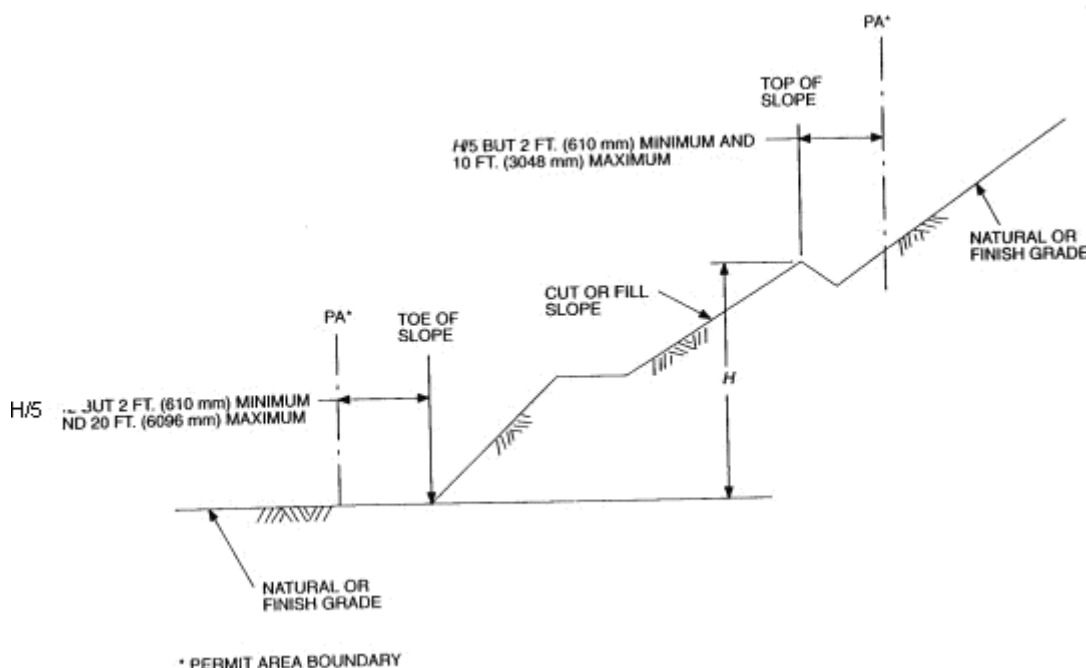 PA*
TOP OF
SLOPE
H/5 BUT 2 FT. (610 mm) MINIMUM AND
10 FT. (3048 mm) MAXIMUM
NATURAL OR
FINISH GRADE
CUT OR FILL
SLOPE
PA*
TOE OF
SLOPE
H
H/5 BUT 2 FT. (610 mm) MINIMUM
ND 20 FT. (6096 mm) MAXIMUM
NATURAL OR
FINISH GRADE
* PERMIT AREA BOUNDARY